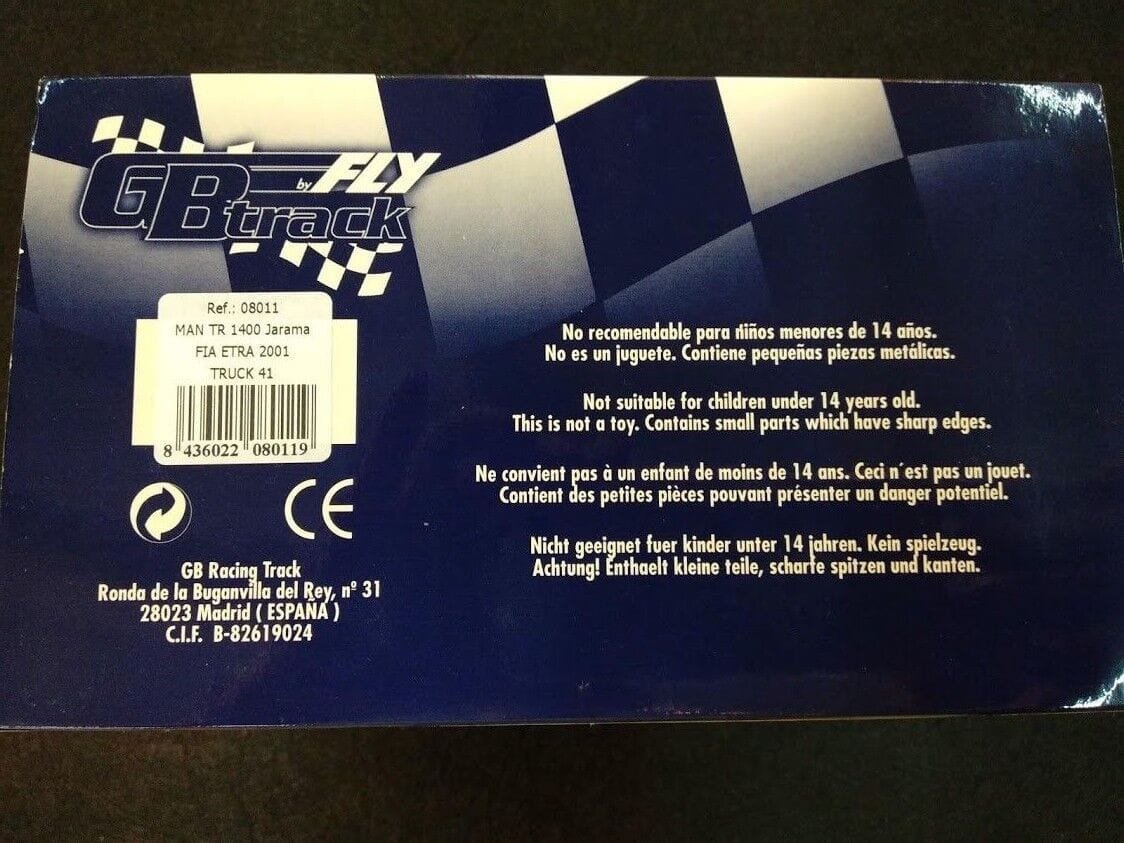 GB track by FLY
Ref.: 08011
MAN TR 1400 Jarama
FIA ETRA 2001
TRUCK 41
8 436022 080119
CE
GB Racing Track
Ronda de la Buganvilla del Rey, nº 31
28023 Madrid ( ESPAÑA )
C.I.F. B-82619024
No recomendable para niños menores de 14 años.
No es un juguete. Contiene pequeñas piezas metálicas.
Not suitable for children under 14 years old.
This is not a toy. Contains small parts which have sharp edges.
Ne convient pas à un enfant de moins de 14 ans. Ceci n´est pas un jouet.
Contient des petites pièces pouvant présenter un danger potentiel.
Nicht geeignet fuer kinder unter 14 jahren. Kein spielzeug.
Achtung! Enthaelt kleine teile, scharfe spitzen und kanten.